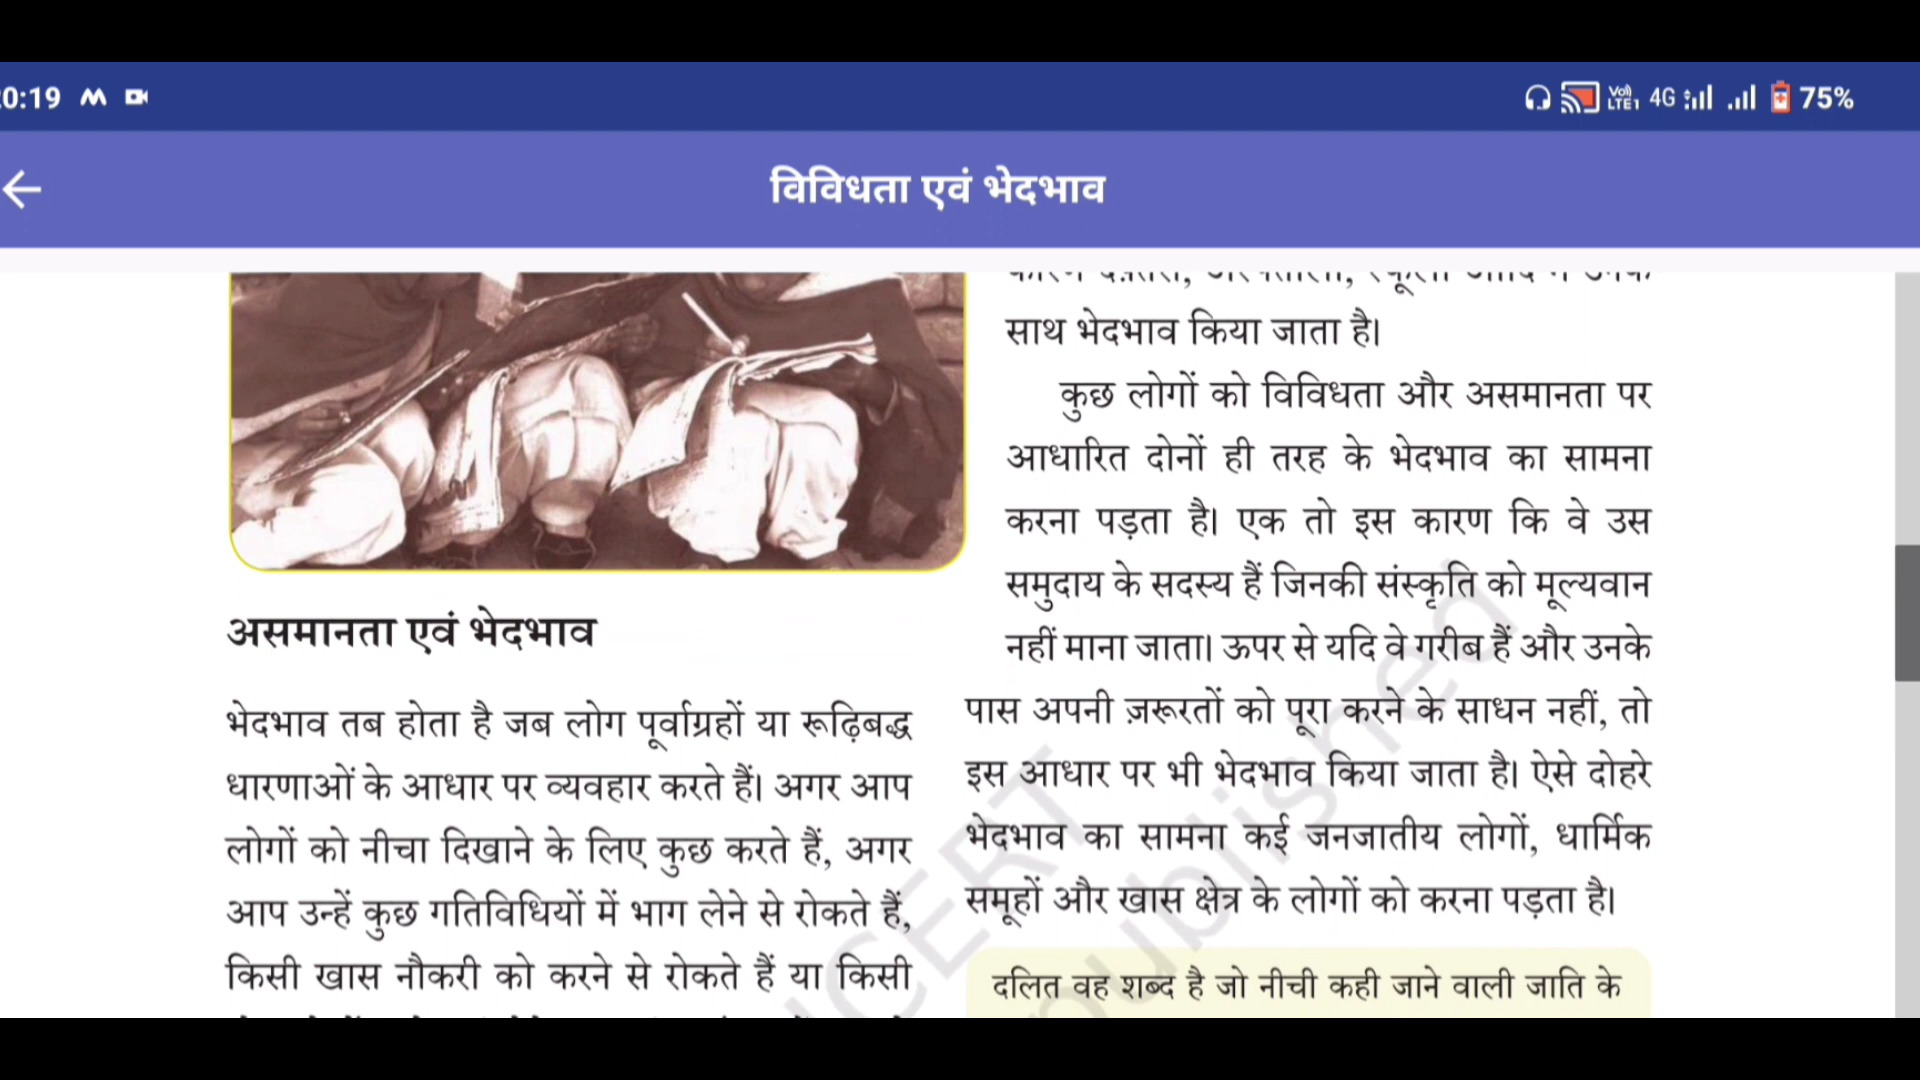 0:19
4G
75%
विविधता एवं भेदभाव
असमानता एवं भेदभाव
भेदभाव तब होता है जब लोग पूर्वाग्रहों या रूढ़िबद्ध
धारणाओं के आधार पर व्यवहार करते हैं। अगर आप
लोगों को नीचा दिखाने के लिए कुछ करते हैं, अगर
आप उन्हें कुछ गतिविधियों में भाग लेने से रोकते हैं,
किसी खास नौकरी को करने से रोकते हैं या किसी
साथ भेदभाव किया जाता है।
कुछ लोगों को विविधता और असमानता पर
आधारित दोनों ही तरह के भेदभाव का सामना
करना पड़ता है। एक तो इस कारण कि वे उस
समुदाय के सदस्य हैं जिनकी संस्कृति को मूल्यवान
नहीं माना जाता। ऊपर से यदि वे गरीब हैं और उनके
पास अपनी ज़रूरतों को पूरा करने के साधन नहीं, तो
इस आधार पर भी भेदभाव किया जाता है। ऐसे दोहरे
भेदभाव का सामना कई जनजातीय लोगों, धार्मिक
समूहों और खास क्षेत्र के लोगों को करना पड़ता है।
दलित वह शब्द है जो नीची कही जाने वाली जाति के